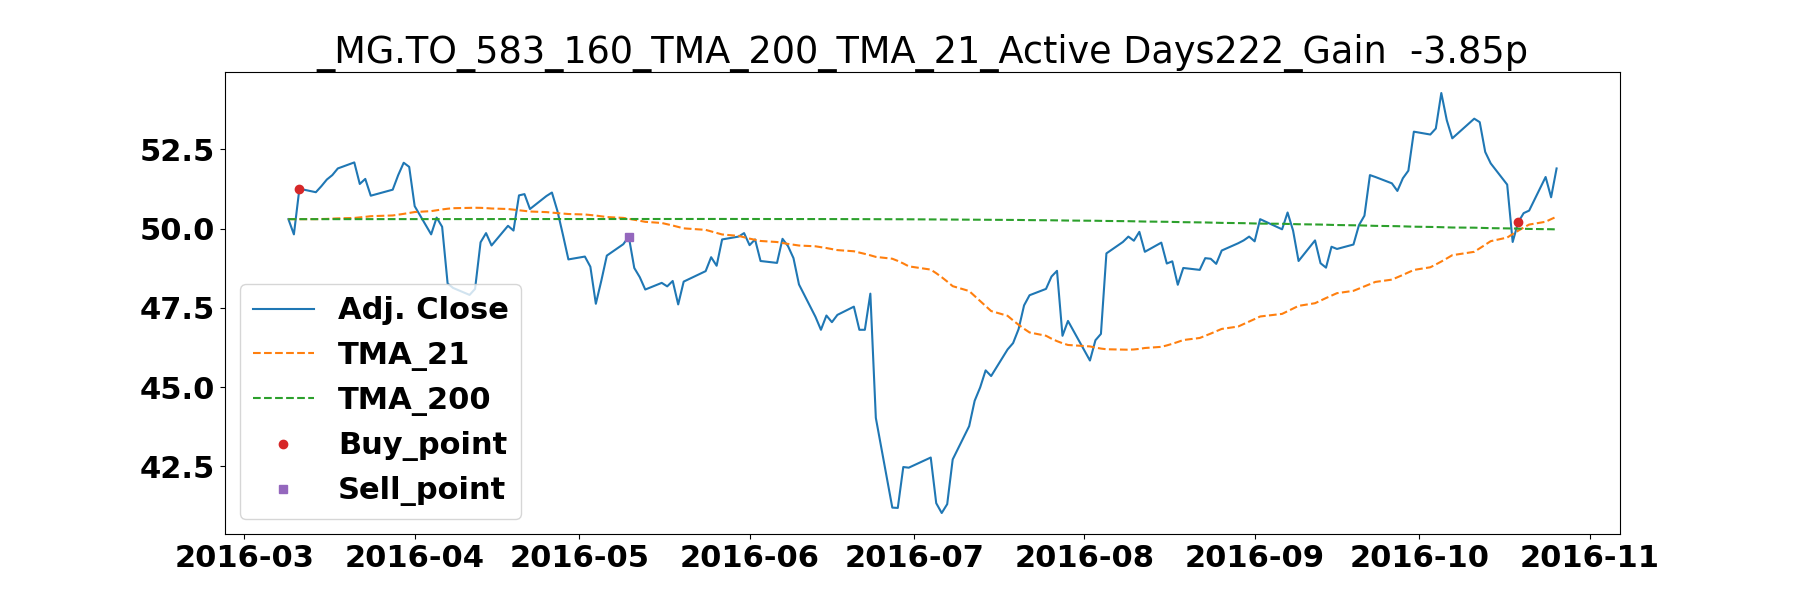 _MG.TO_583_160_TMA_200_TMA_21_Active Days222_Gain  -3.85p
52.5
50.0
47.5
45.0
42.5
Adj. Close
TMA_21
TMA_200
Buy_point
Sell_point
2016-03 2016-04 2016-05 2016-06 2016-07 2016-08 2016-09 2016-10 2016-11